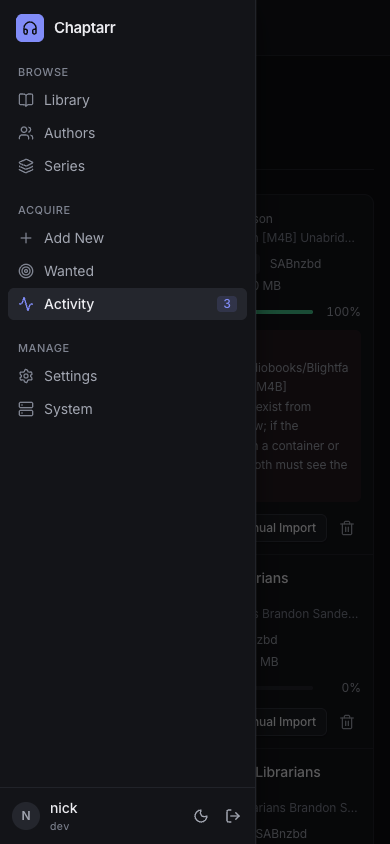 Chaptarr
BROWSE
Library
Authors
Series
ACQUIRE
Add New
Wanted
Activity 3
MANAGE
Settings
System
N
nick
dev
son
[M4B] Unabrid...
SABnzbd
0 MB
100%
diobooks/Blightfa
[M4B]
exist from
w; if the
a container or
oth must see the
nual Import
rians
s Brandon Sande...
zbd
MB
0%
nual Import
Librarians
arians Brandon S...
SABnzbd